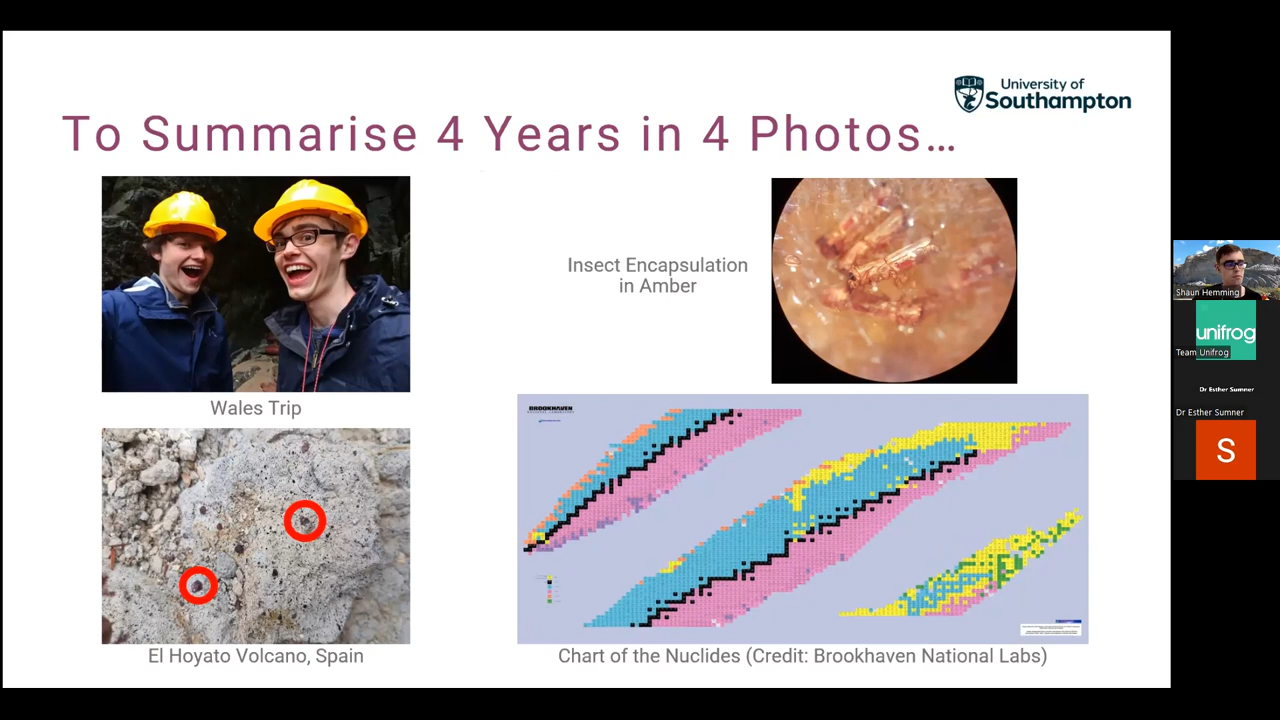 University of
Southampton
To Summarise 4 Years in 4 Photos…
Insect Encapsulation
in Amber
Wales Trip
BROOKHAVEN
El Hoyato Volcano, Spain
Chart of the Nuclides (Credit: Brookhaven National Labs)
Shaun Hemming
unifrog
Team Unifrog
Dr Esther Sumner
Dr Esther Sumner
S